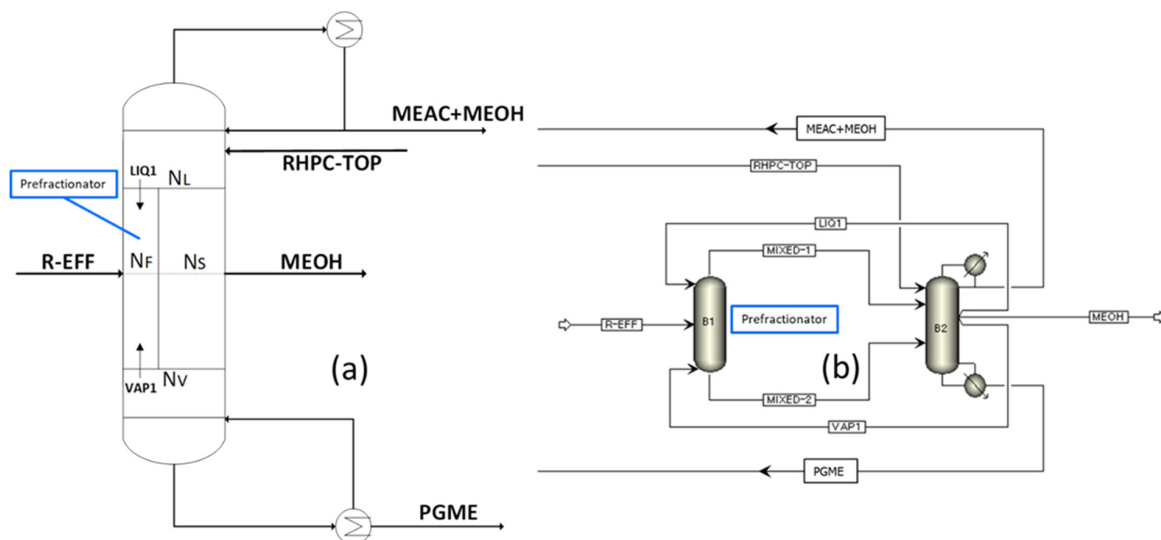 MEAC+MEOH
RHPC-TOP
LIQ1
NL
Prefractionator
R-EFF
NF
NS
MEOH
VAP1
NV
(a)
PGME
MEAC+MEOH
RHPC-TOP
LIQ1
MIXED-1
R-EFF
B1
Prefractionator
B2
MEOH
(b)
MIXED-2
VAP1
PGME